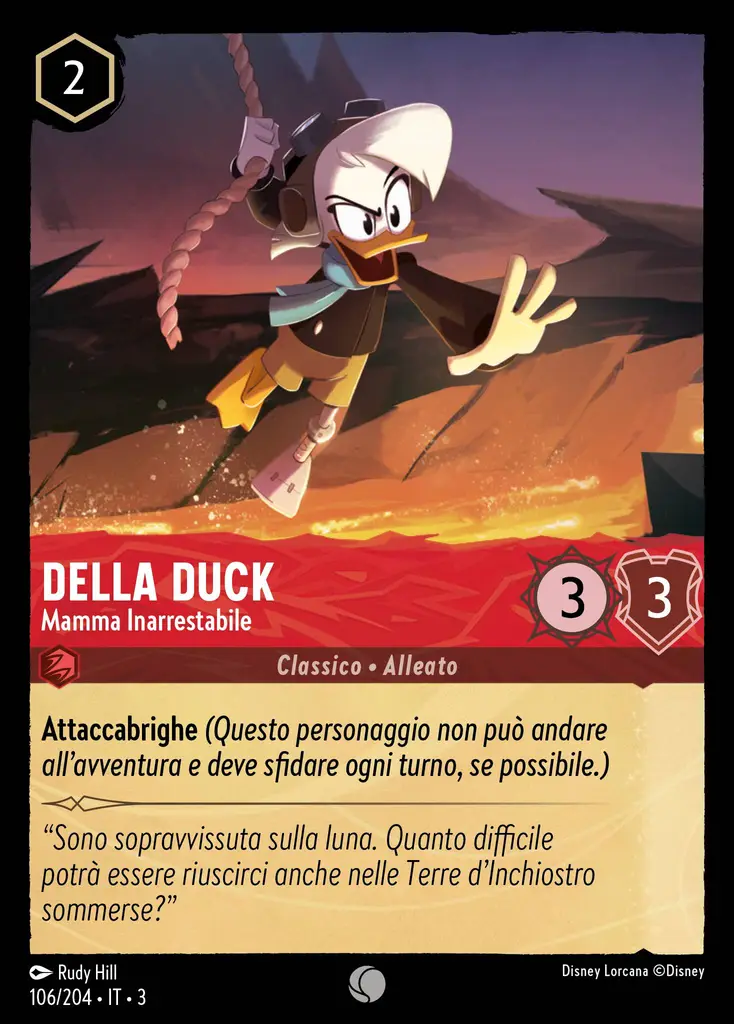 2
DELLA DUCK
Mamma Inarrestabile
3
3
Classico • Alleato
Attaccabrighe (Questo personaggio non può andare
all'avventura e deve sfidare ogni turno, se possibile.)
“Sono sopravvissuta sulla luna. Quanto difficile
potrà essere riuscirci anche nelle Terre d'Inchiostro
sommerse?”
Rudy Hill
Disney Lorcana ©Disney
106/204 • IT • 3